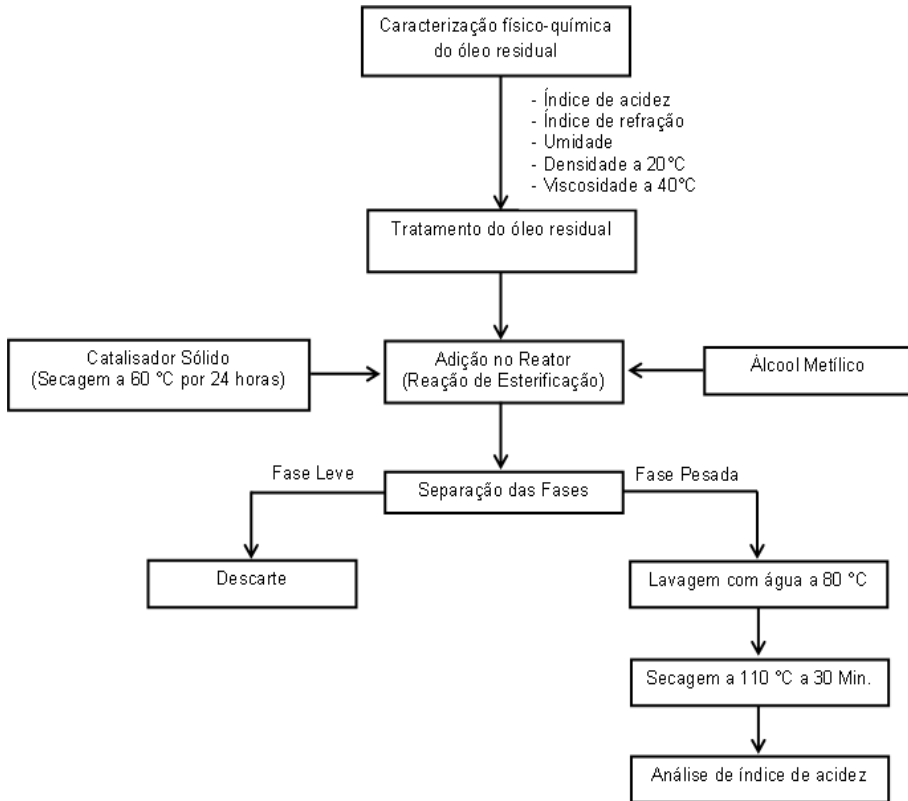 Caracterização físico-química
do óleo residual
- Índice de acidez
- Índice de refração
- Umidade
- Densidade a 20°C
- Viscosidade a 40°C
Tratamento do óleo residual
Catalisador Sólido
(Secagem a 60 °C por 24 horas)
Adição no Reator
(Reação de Esterificação)
Álcool Metílico
Fase Leve
Separação das Fases
Fase Pesada
Descarte
Lavagem com água a 80 °C
Secagem a 110 °C a 30 Min.
Análise de índice de acidez